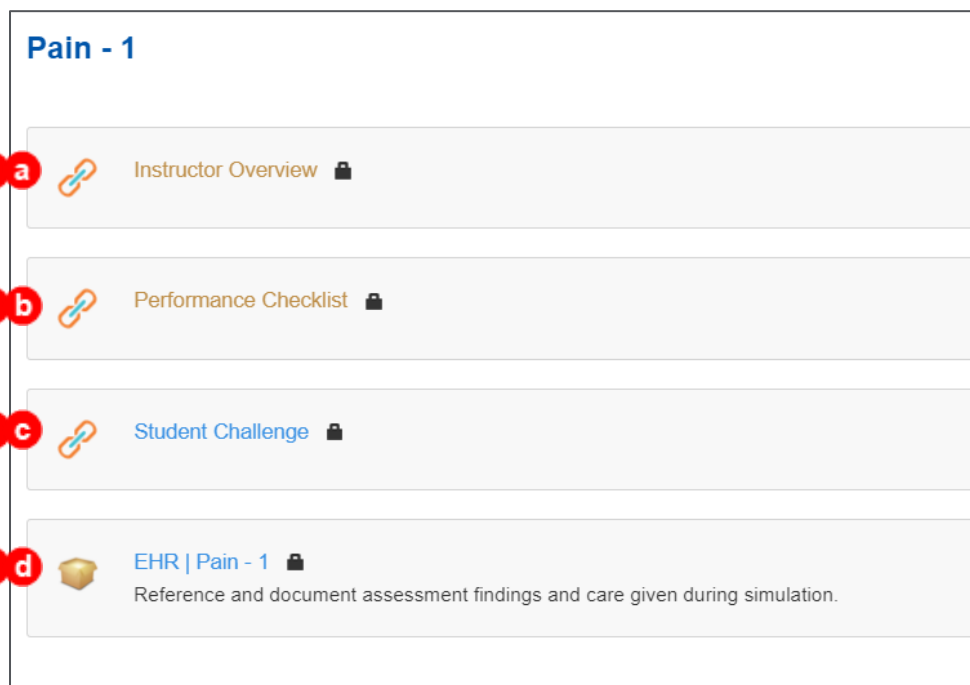 Pain - 1
a
Instructor Overview
b
Performance Checklist
c
Student Challenge
d
EHR | Pain - 1
Reference and document assessment findings and care given during simulation.